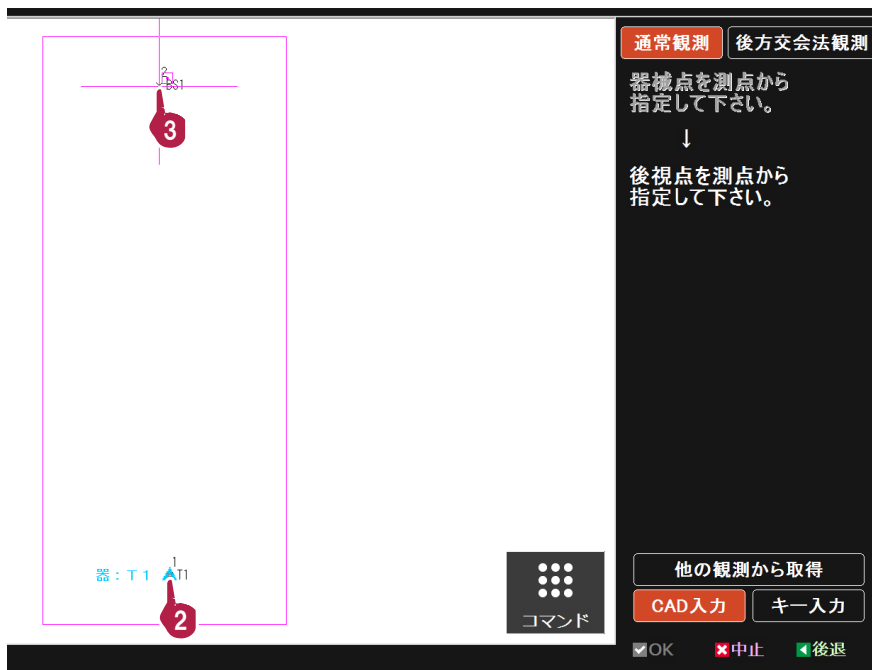 通常観測
後方交会法観測
器械点を測点から
指定して下さい。
↓
後視点を測点から
指定して下さい。
2
BS1
3
1
器：T1
T1
2
コマンド
他の観測から取得
CAD入力
キー入力
OK
中止
後退